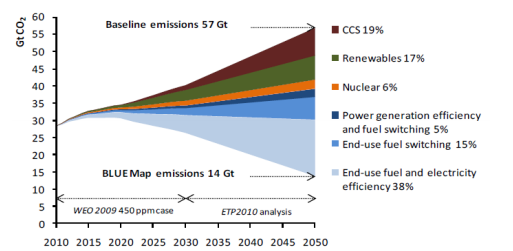 Gt CO2
60
55
50
45
40
35
30
25
20
15
10
5
0
Baseline emissions 57 Gt
BLUE Map emissions 14 Gt
WEO 2009 450 ppm case
ETP2010 analysis
2010 2015 2020 2025 2030 2035 2040 2045 2050
CCS 19%
Renewables 17%
Nuclear 6%
Power generation efficiency
and fuel switching 5%
End-use fuel switching 15%
End-use fuel and electricity
efficiency 38%